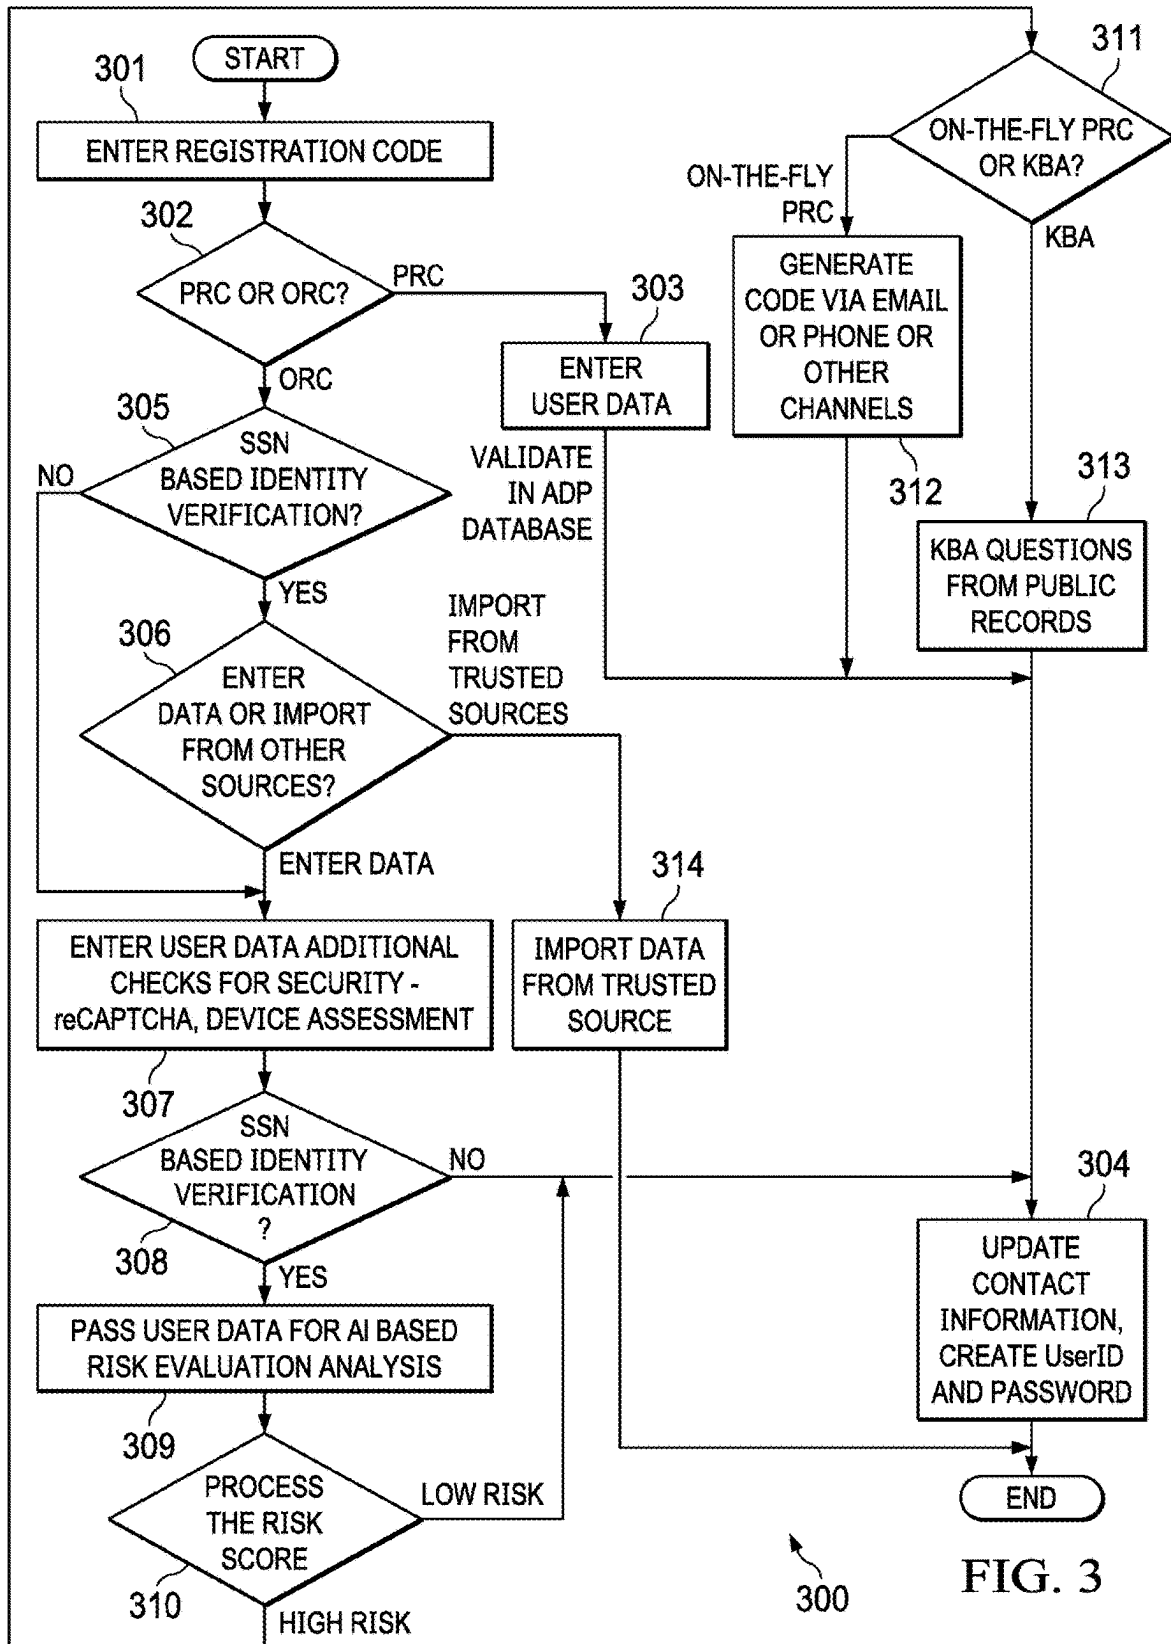 START
301
ENTER REGISTRATION CODE
302
PRC OR ORC?
PRC
ORC
303
ENTER
USER DATA
VALIDATE
IN ADP
DATABASE
305
SSN
BASED IDENTITY
VERIFICATION?
NO
YES
306
ENTER
DATA OR IMPORT
FROM OTHER
SOURCES?
IMPORT
FROM
TRUSTED
SOURCES
ENTER DATA
314
IMPORT DATA
FROM TRUSTED
SOURCE
ENTER USER DATA ADDITIONAL
CHECKS FOR SECURITY -
reCAPTCHA, DEVICE ASSESSMENT
307
SSN
BASED IDENTITY
VERIFICATION
?
308
NO
YES
PASS USER DATA FOR AI BASED
RISK EVALUATION ANALYSIS
309
PROCESS
THE RISK
SCORE
310
LOW RISK
HIGH RISK
311
ON-THE-FLY PRC
OR KBA?
ON-THE-FLY
PRC
KBA
GENERATE
CODE VIA EMAIL
OR PHONE OR
OTHER
CHANNELS
312
313
KBA QUESTIONS
FROM PUBLIC
RECORDS
304
UPDATE
CONTACT
INFORMATION,
CREATE UserID
AND PASSWORD
END
300
FIG. 3